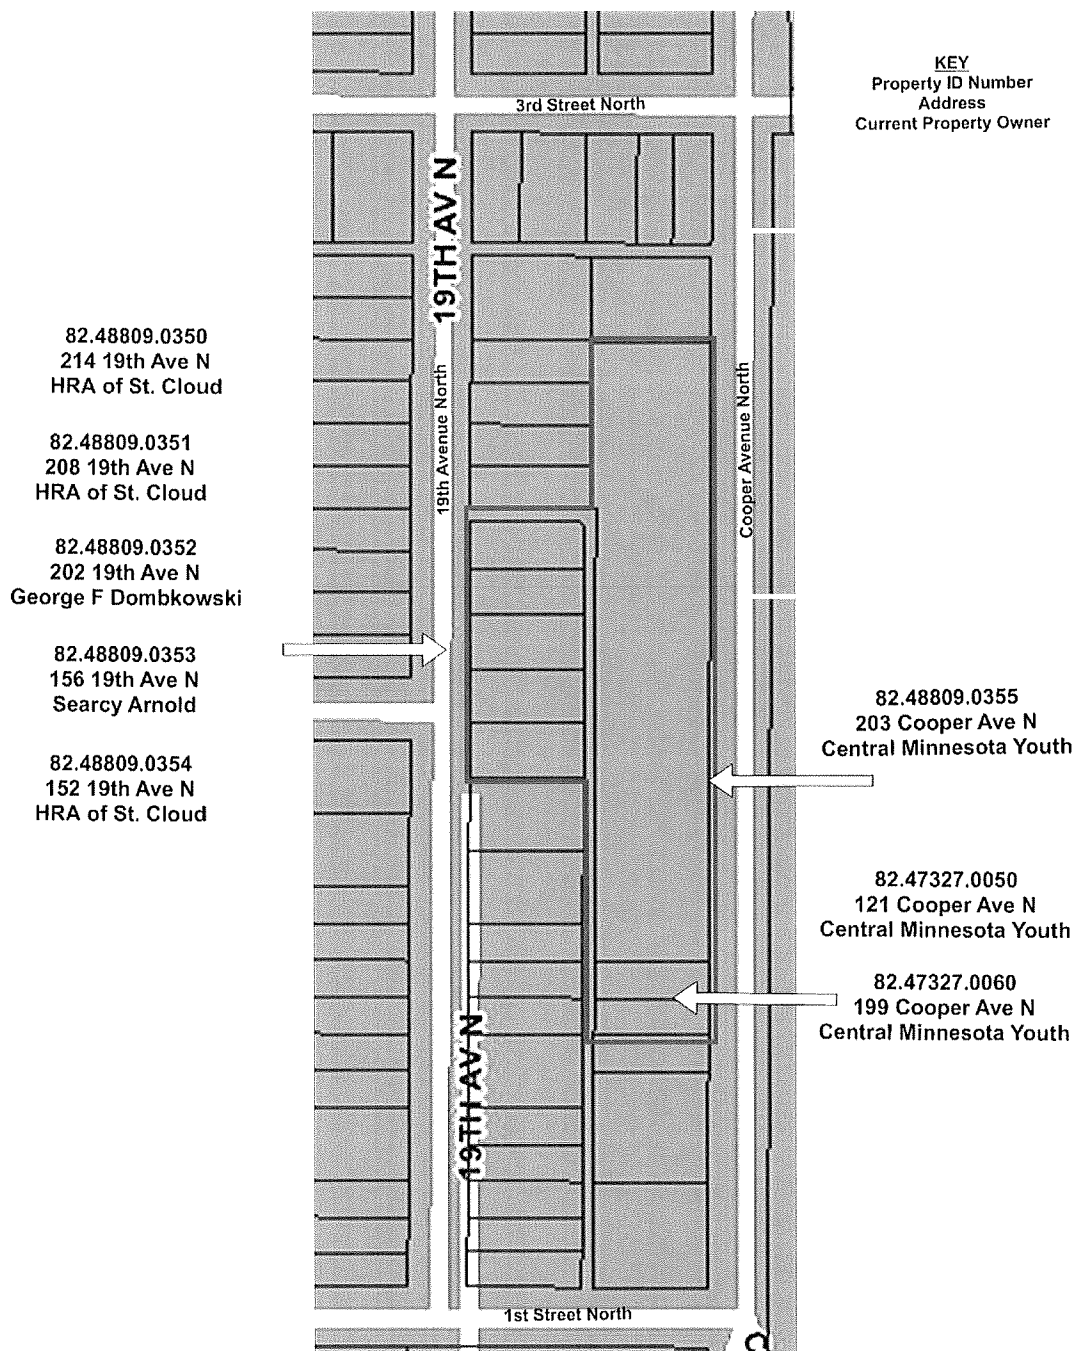 KEY
Property ID Number
Address
Current Property Owner
3rd Street North
19TH AV N
82.48809.0350
214 19th Ave N
HRA of St. Cloud
82.48809.0351
208 19th Ave N
HRA of St. Cloud
82.48809.0352
202 19th Ave N
George F Dombkowski
82.48809.0353
156 19th Ave N
Searcy Arnold
82.48809.0354
152 19th Ave N
HRA of St. Cloud
19th Avenue North
Cooper Avenue North
82.48809.0355
203 Cooper Ave N
Central Minnesota Youth
82.47327.0050
121 Cooper Ave N
Central Minnesota Youth
82.47327.0060
199 Cooper Ave N
Central Minnesota Youth
19TH AV N
1st Street North
C